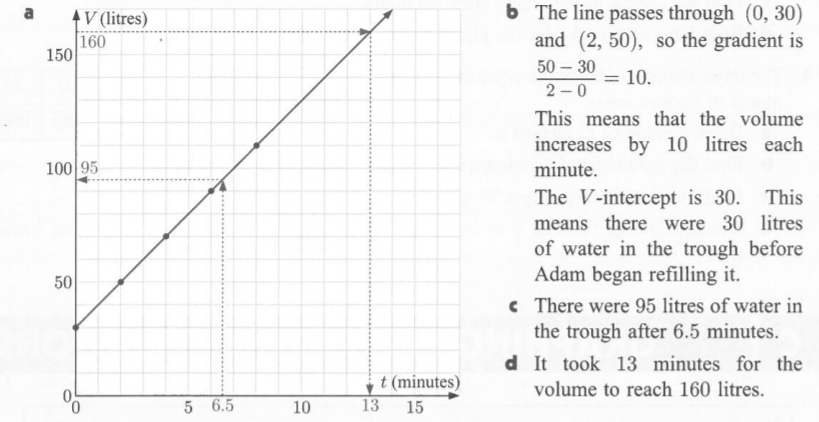 a
V (litres)
160
150
100
95
50
0
0
5
6.5
10
13
15
t (minutes)
b The line passes through (0, 30)
and (2, 50), so the gradient is
50 − 30
2 − 0
= 10.
This means that the volume
increases by 10 litres each
minute.
The V-intercept is 30. This
means there were 30 litres
of water in the trough before
Adam began refilling it.
c There were 95 litres of water in
the trough after 6.5 minutes.
d It took 13 minutes for the
volume to reach 160 litres.